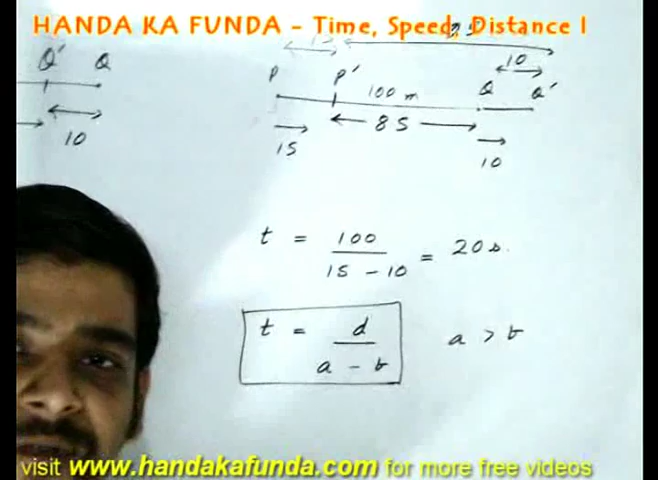 HANDA KA FUNDA - Time, Speed, Distance 1
Q' Q
10
P P' 100 m Q Q'
10
15 85 10
t = 100 / 15 - 10 = 20 s.
t = d / a - b a > b
visit www.handakafunda.com for more free videos